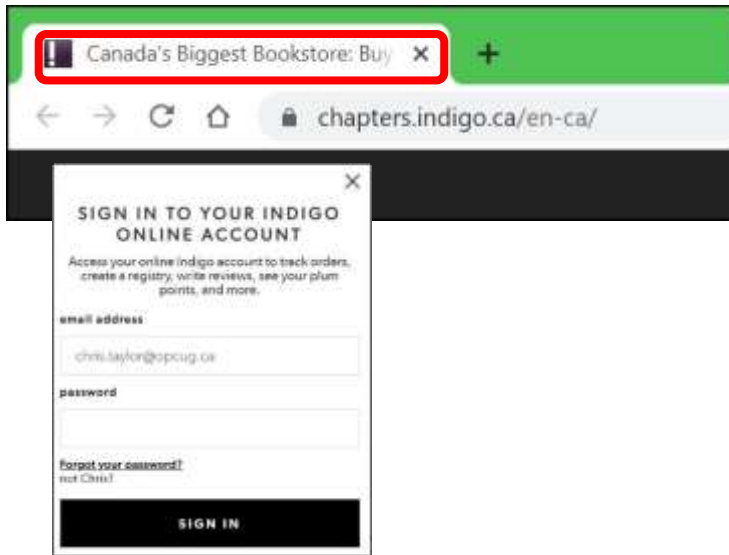 Canada's Biggest Bookstore: Buy
chapters.indigo.ca/en-ca/
SIGN IN TO YOUR INDIGO
ONLINE ACCOUNT
Access your online Indigo account to track orders,
create a registry, write reviews, see your plum
points, and more.
email address
chris.taylor@opcug.ca
password
Forgot your password?
not Chris?
SIGN IN